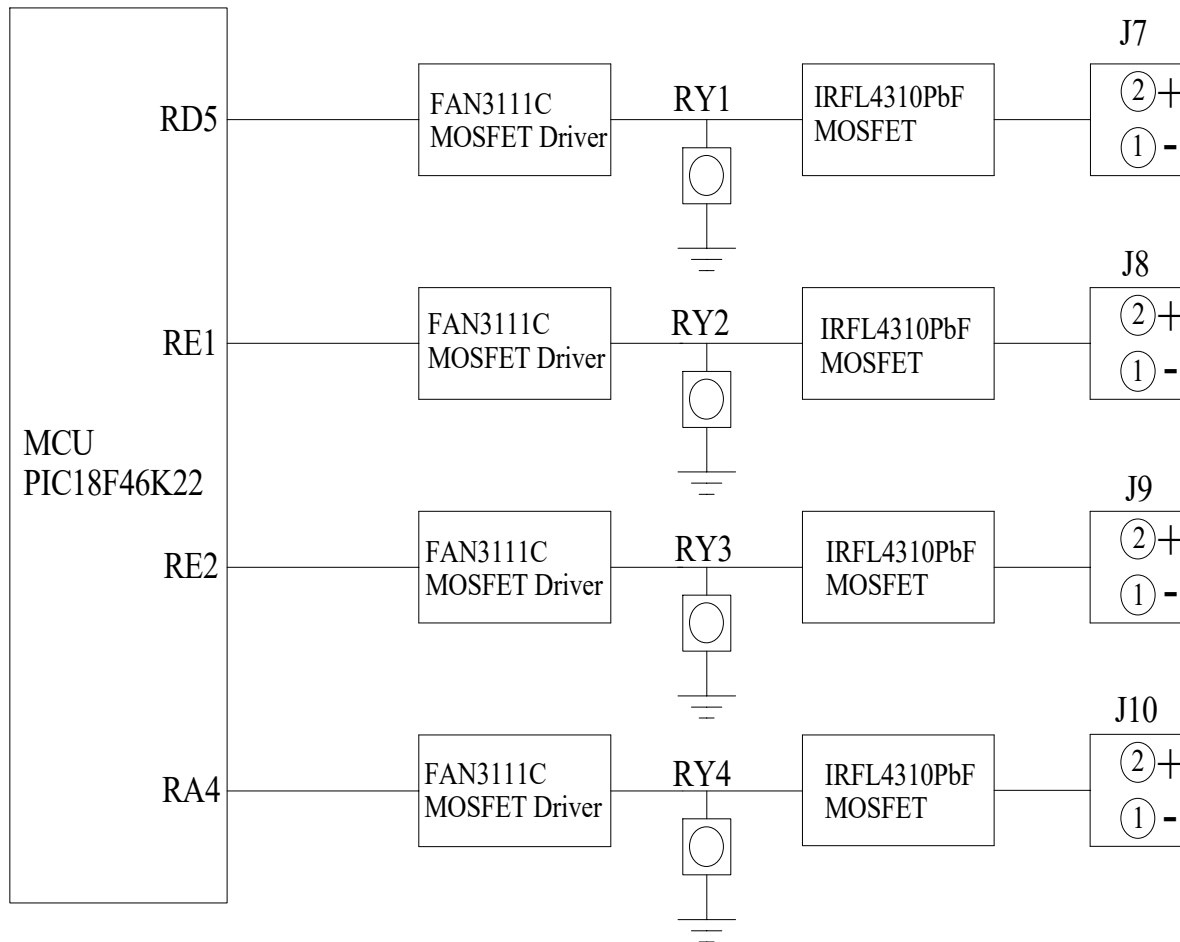 J7
RD5
FAN3111C
MOSFET Driver
RY1
IRFL4310PbF
MOSFET
2 +
1 -
J8
RE1
FAN3111C
MOSFET Driver
RY2
IRFL4310PbF
MOSFET
2 +
1 -
MCU
PIC18F46K22
J9
RE2
FAN3111C
MOSFET Driver
RY3
IRFL4310PbF
MOSFET
2 +
1 -
J10
RA4
FAN3111C
MOSFET Driver
RY4
IRFL4310PbF
MOSFET
2 +
1 -